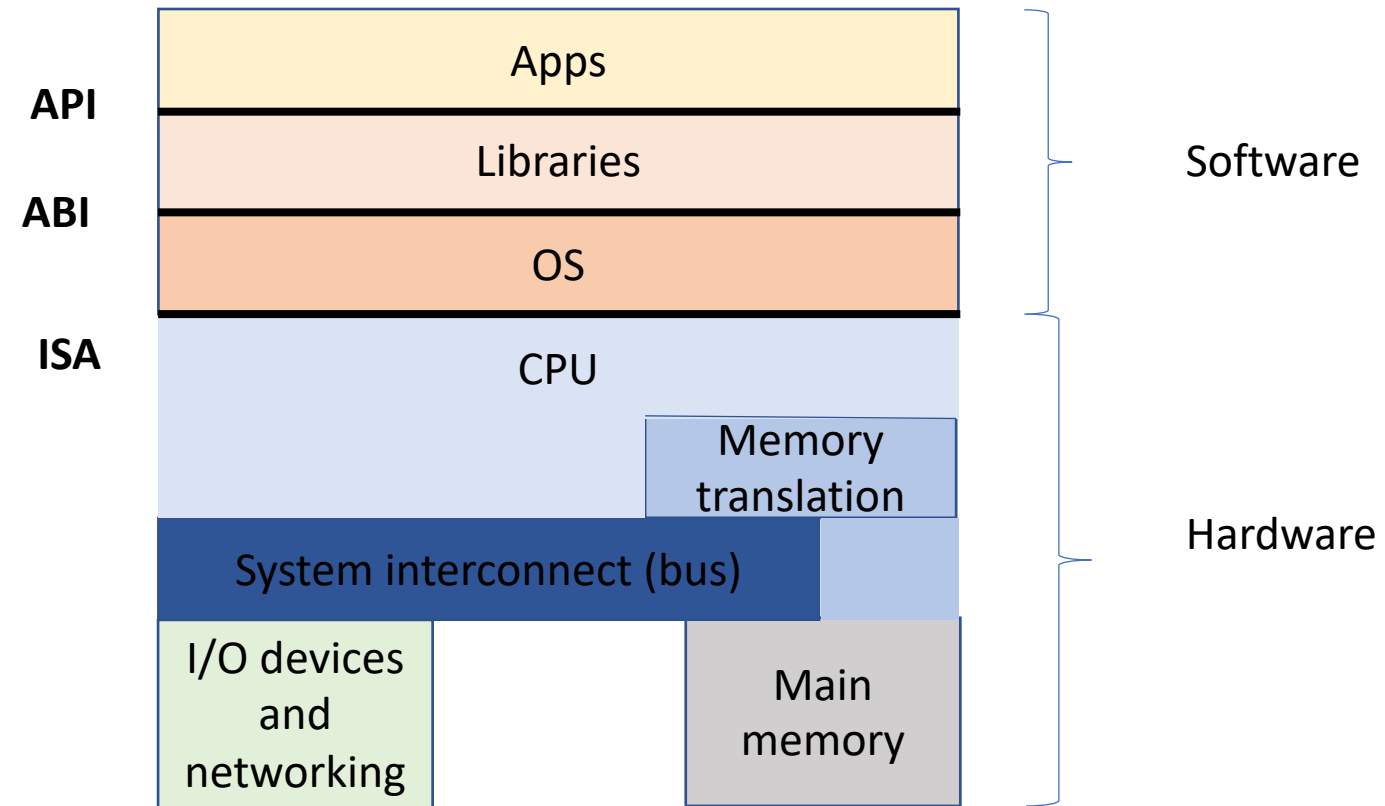 Apps
API
Libraries
Software
ABI
OS
ISA
CPU
Memory
translation
Hardware
System interconnect (bus)
I/O devices
and
networking
Main
memory